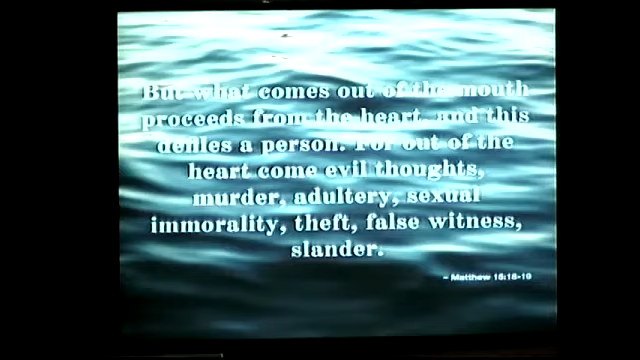 But what comes out of the mouth
proceeds from the heart, and this
defiles a person. For out of the
heart come evil thoughts,
murder, adultery, sexual
immorality, theft, false witness,
slander.
~ Matthew 15:18-19